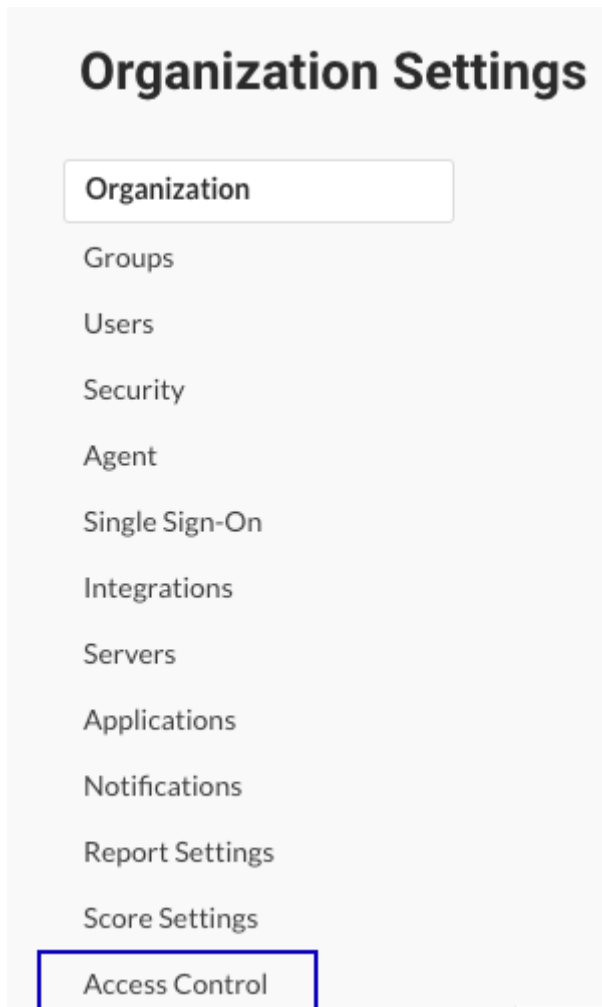 Organization Settings
Organization
Groups
Users
Security
Agent
Single Sign-On
Integrations
Servers
Applications
Notifications
Report Settings
Score Settings
Access Control